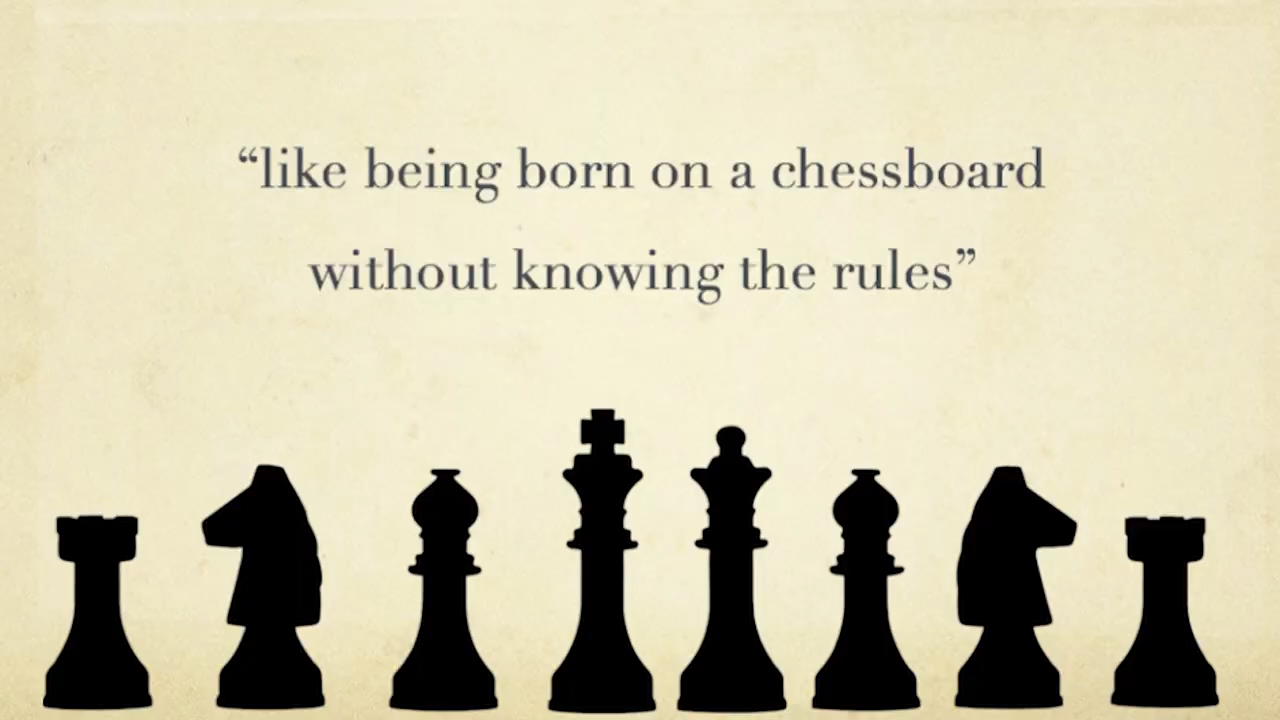 “like being born on a chessboard
without knowing the rules”